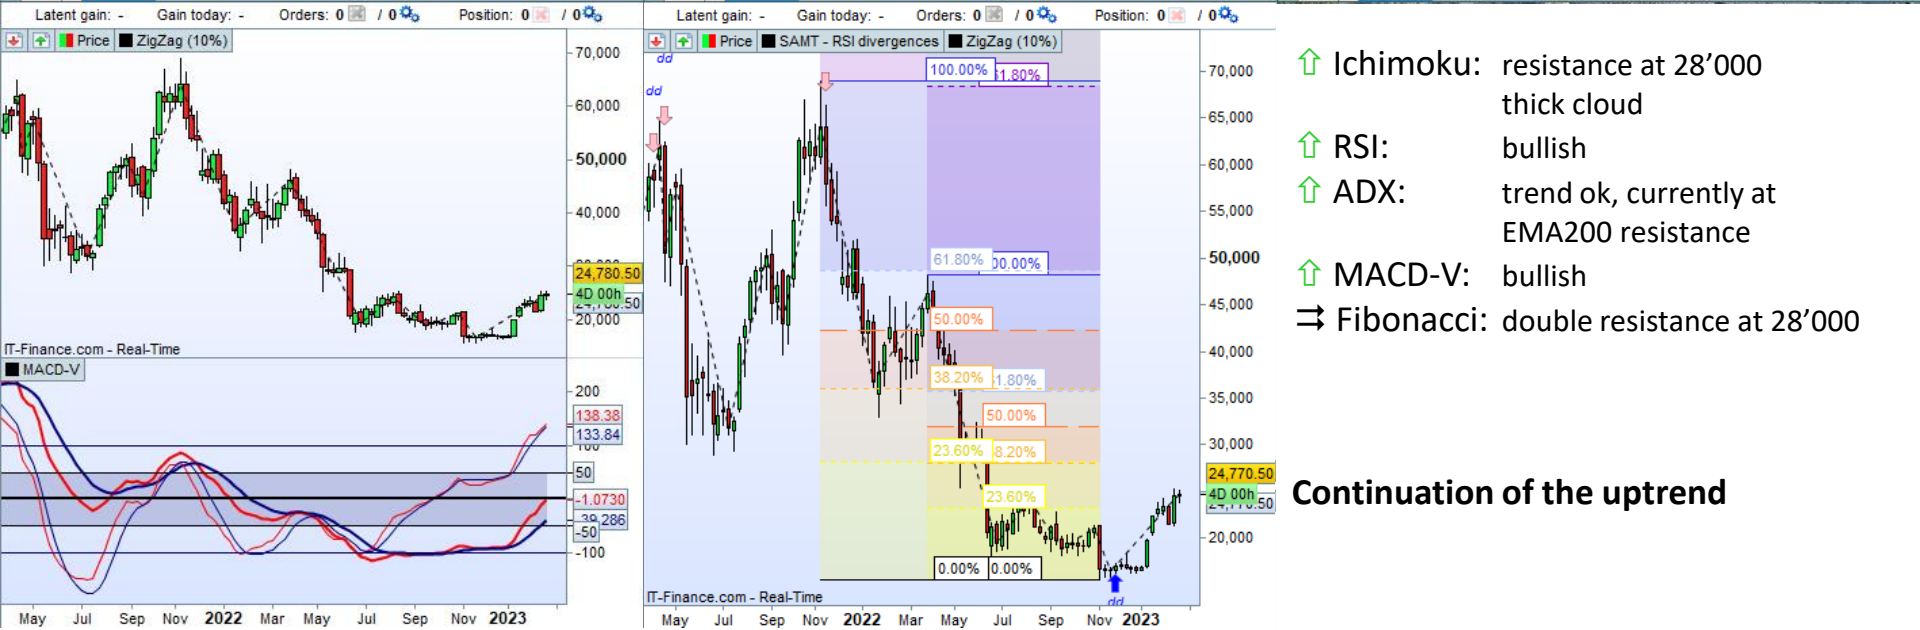 Latent gain: - Gain today: - Orders: 0 / 0 Position: 0 / 0
Price ZigZag (10%)
70,000
60,000
50,000
40,000
24,780.50
4D 00h
20,000
IT-Finance.com - Real-Time
MACD-V
200
138.38
133.84
50
-1.0730
-39.286
-50
-100
May Jul Sep Nov 2022 Mar May Jul Sep Nov 2023
Latent gain: - Gain today: - Orders: 0 / 0 Position: 0 / 0
Price SAMT - RSI divergences ZigZag (10%)
dd
dd
100.00%
61.80%
70,000
65,000
60,000
55,000
61.80%
00.00%
50,000
45,000
50.00%
40,000
38.20%
61.80%
35,000
50.00%
30,000
23.60%
38.20%
24,770.50
4D 00h
23.60%
20,000
0.00% 0.00%
dd
IT-Finance.com - Real-Time
May Jul Sep Nov 2022 Mar May Jul Sep Nov 2023
⇧ Ichimoku: resistance at 28’000
thick cloud
⇧ RSI: bullish
⇧ ADX: trend ok, currently at
EMA200 resistance
⇧ MACD-V: bullish
⇉ Fibonacci: double resistance at 28’000
Continuation of the uptrend